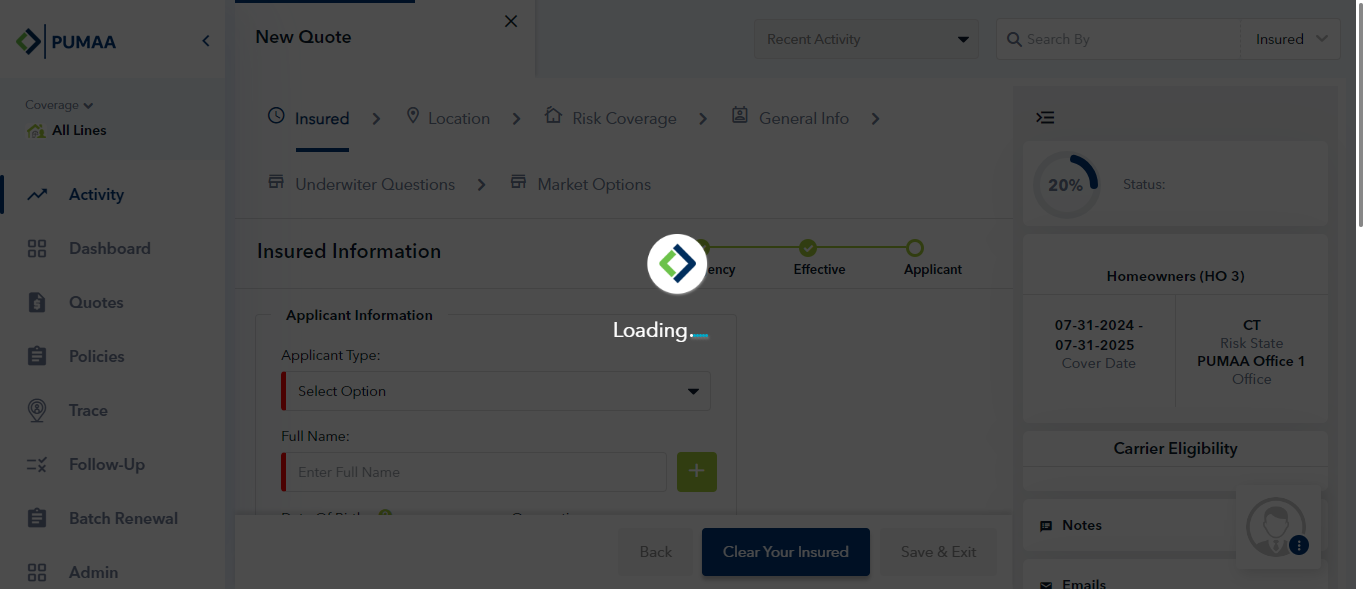 PUMAA
New Quote
Recent Activity
Search By
Insured
Coverage
All Lines
Activity
Dashboard
Quotes
Policies
Trace
Follow-Up
Batch Renewal
Admin
Insured
Location
Risk Coverage
General Info
Underwiter Questions
Market Options
Insured Information
ency
Effective
Applicant
Loading.
Applicant Information
Applicant Type:
Select Option
Full Name:
Enter Full Name
Back
Clear Your Insured
Save & Exit
20%
Status:
Homeowners (HO 3)
07-31-2024 -
07-31-2025
Cover Date
CT
Risk State
PUMAA Office 1
Office
Carrier Eligibility
Notes
Emails